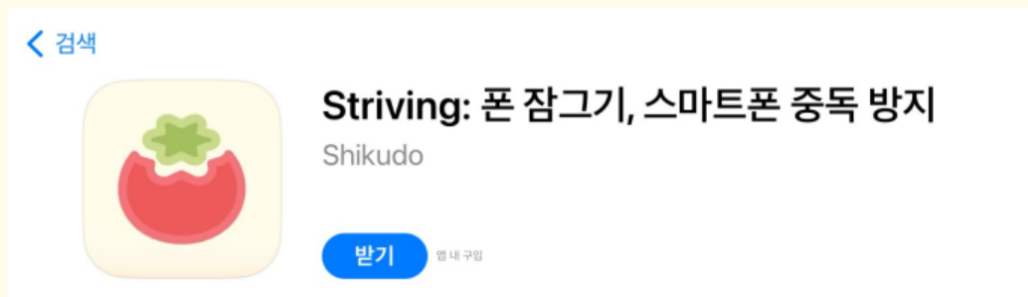 검색
Striving: 폰 잠그기, 스마트폰 중독 방지
Shikudo
받기 앱 내 구입